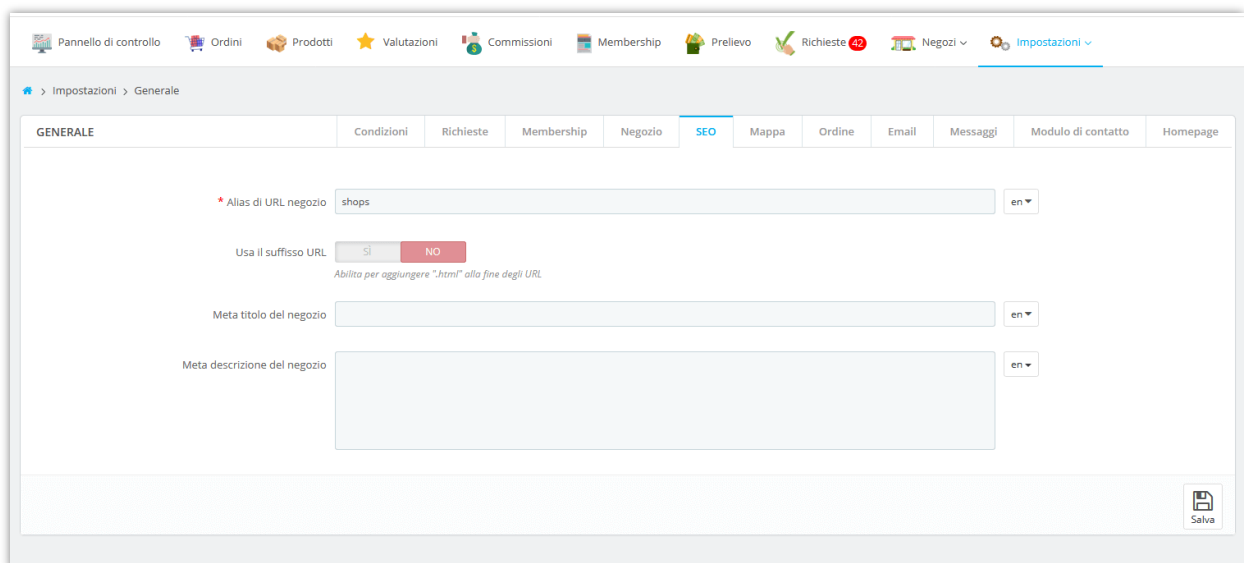 Pannello di controllo Ordini Prodotti Valutazioni Commissioni Membership Prelievo Richieste 42 Negozi Impostazioni
> Impostazioni > Generale
GENERALE Condizioni Richieste Membership Negozio SEO Mappa Ordine Email Messaggi Modulo di contatto Homepage
* Alias di URL negozio shops en
Usa il suffisso URL SÌ NO
Abilita per aggiungere ".html" alla fine degli URL
Meta titolo del negozio en
Meta descrizione del negozio en
Salva